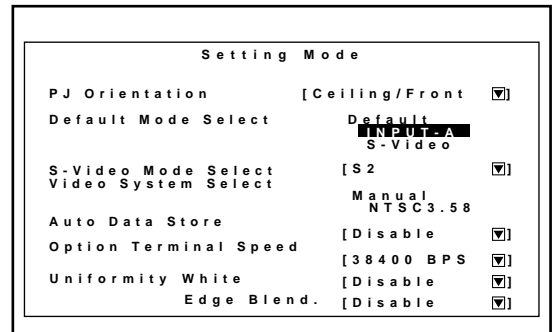 Setting Mode
PJ Orientation [Ceiling/Front ▼]
Default Mode Select Default
INPUT-A
S-Video
S-Video Mode Select [S2 ▼]
Video System Select
Manual
NTSC3.58
Auto Data Store [Disable ▼]
Option Terminal Speed [38400 BPS ▼]
Uniformity White [Disable ▼]
Edge Blend. [Disable ▼]